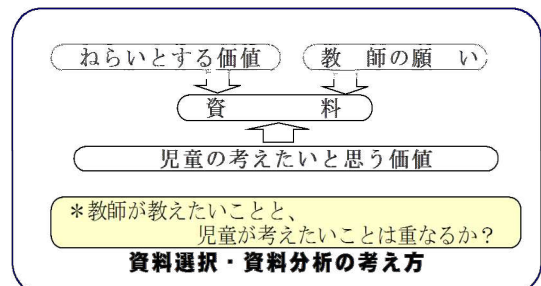 ねらいとする価値　教　師の願　い
資　料
児童の考えたいと思う価値
＊教師が教えたいことと、
児童が考えたいことは重なるか？
資料選択・資料分析の考え方